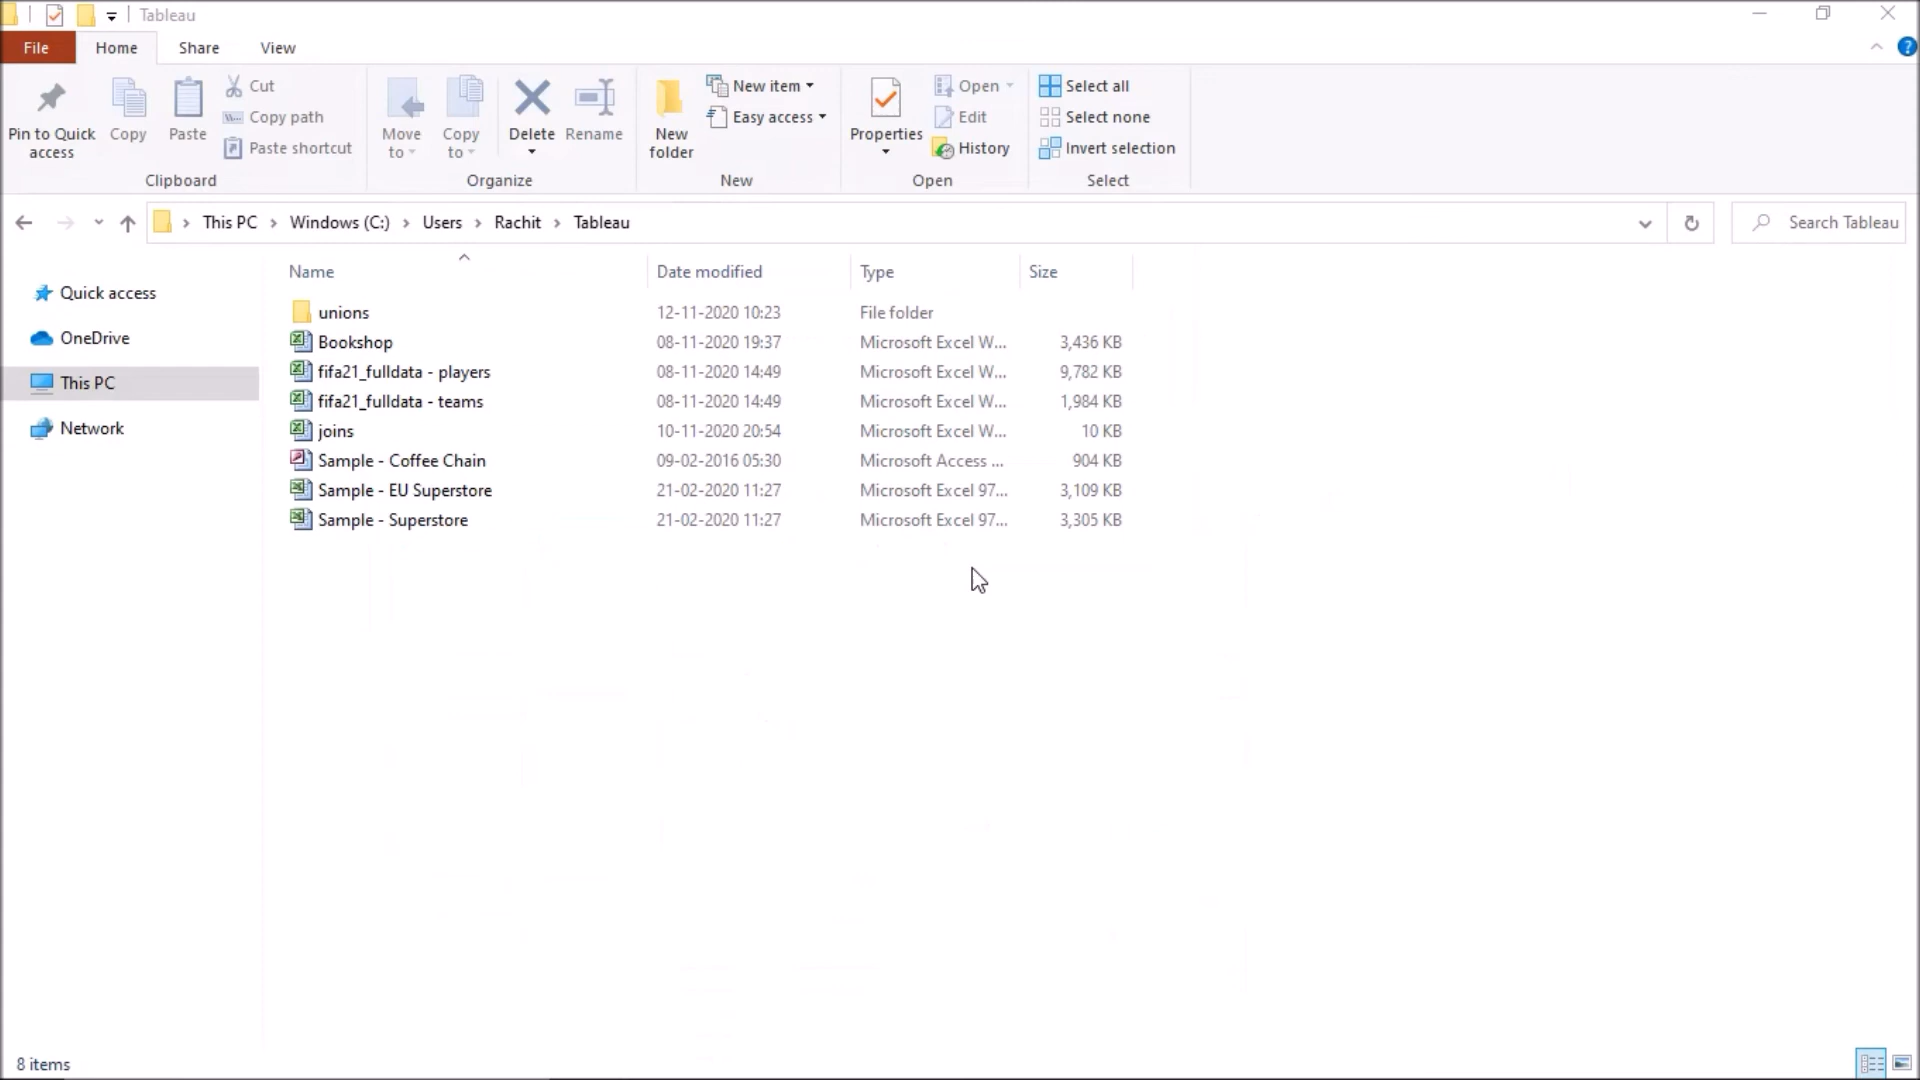 Tableau
File Home Share View
Pin to Quick access
Copy
Paste
Cut
Copy path
Paste shortcut
Clipboard
Move to
Copy to
Delete
Rename
Organize
New folder
New item
Easy access
New
Properties
Open
Edit
History
Open
Select all
Select none
Invert selection
Select
This PC > Windows (C:) > Users > Rachit > Tableau
Search Tableau
Quick access
OneDrive
This PC
Network
Name Date modified Type Size
unions 12-11-2020 10:23 File folder
Bookshop 08-11-2020 19:37 Microsoft Excel W... 3,436 KB
fifa21_fulldata - players 08-11-2020 14:49 Microsoft Excel W... 9,782 KB
fifa21_fulldata - teams 08-11-2020 14:49 Microsoft Excel W... 1,984 KB
joins 10-11-2020 20:54 Microsoft Excel W... 10 KB
Sample - Coffee Chain 09-02-2016 05:30 Microsoft Access ... 904 KB
Sample - EU Superstore 21-02-2020 11:27 Microsoft Excel 97... 3,109 KB
Sample - Superstore 21-02-2020 11:27 Microsoft Excel 97... 3,305 KB
8 items